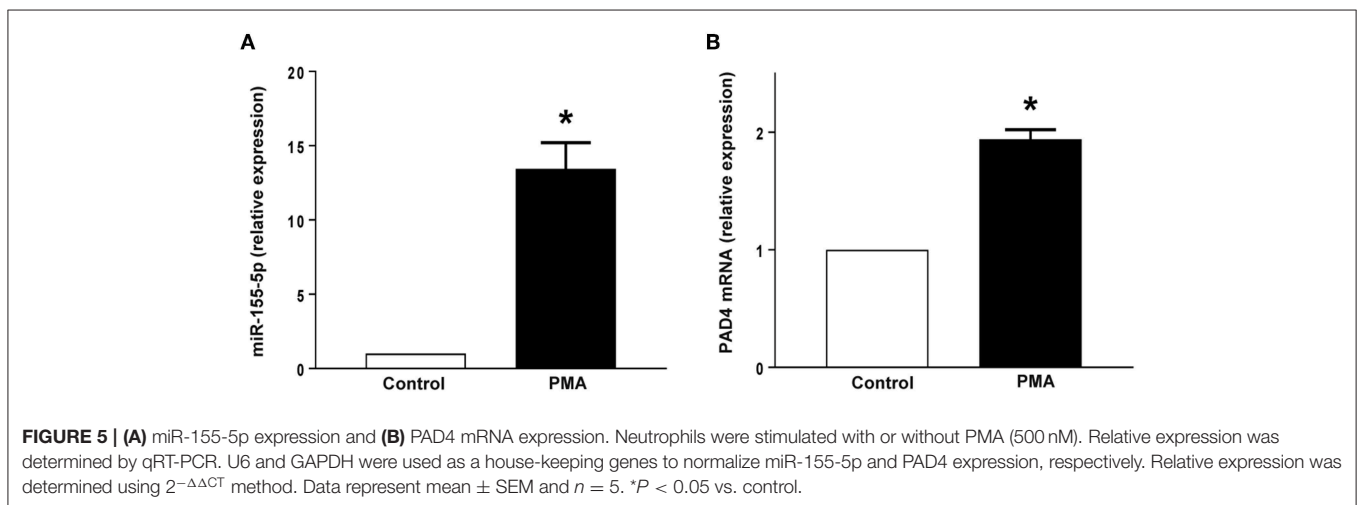 A
B
miR-155-5p (relative expression)
20
15
10
5
0
*
Control
PMA
PAD4 mRNA (relative expression)
2
1
0
*
Control
PMA
FIGURE 5 | (A) miR-155-5p expression and (B) PAD4 mRNA expression. Neutrophils were stimulated with or without PMA (500 nM). Relative expression was
determined by qRT-PCR. U6 and GAPDH were used as a house-keeping genes to normalize miR-155-5p and PAD4 expression, respectively. Relative expression was
determined using 2−ΔΔCT method. Data represent mean ± SEM and n = 5. *P < 0.05 vs. control.